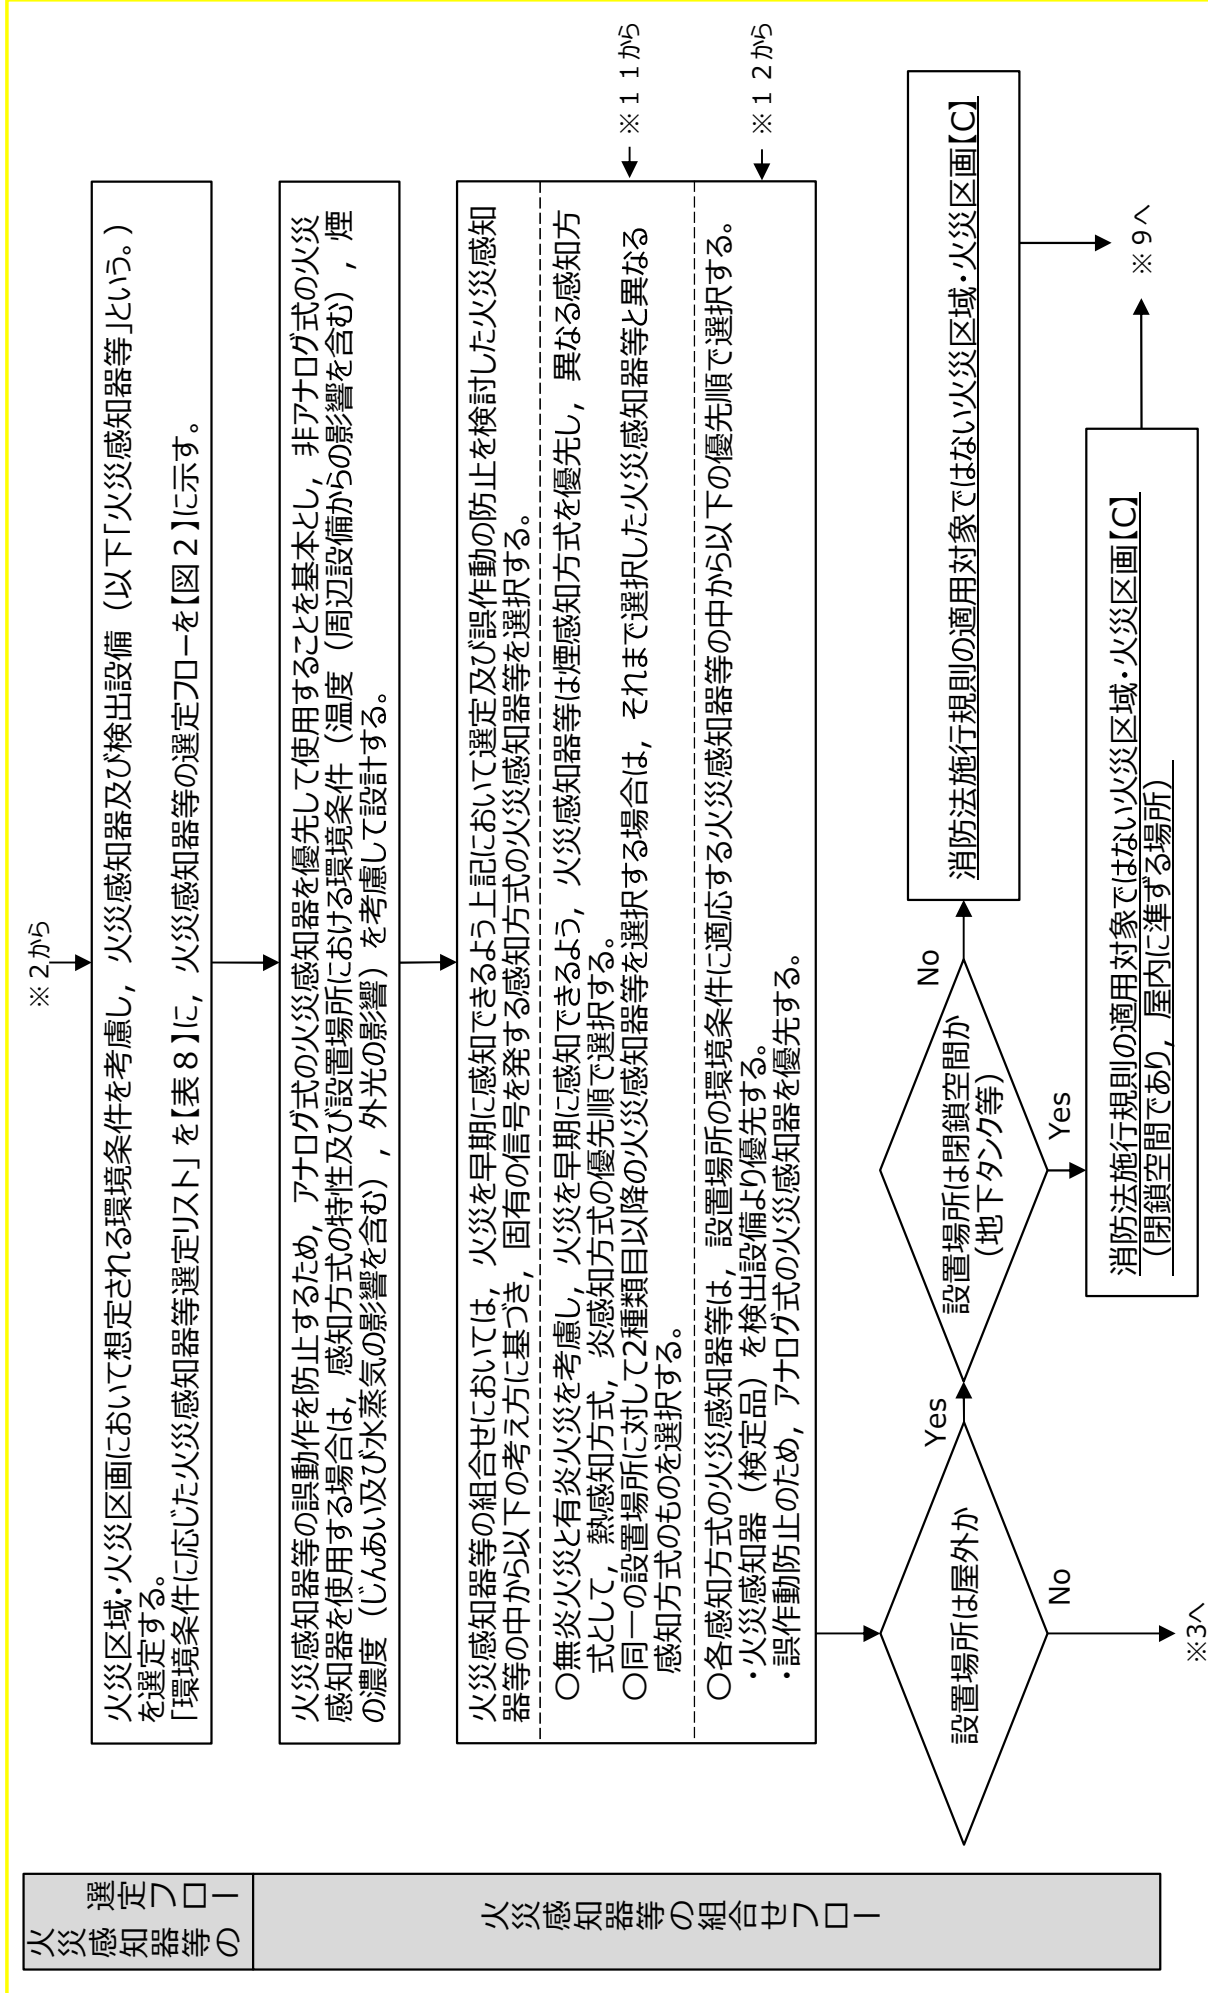 火災感知器等の
選定フロー
火災感知器等の組合せフロー
※２から
火災区域・火災区画において想定される環境条件を考慮し，火災感知器及び検出設備（以下「火災感知器等」という。）
を選定する。
「環境条件に応じた火災感知器等選定リスト」を【表８】に，火災感知器等の選定フローを【図２】に示す。
火災感知器等の誤動作を防止するため，アナログ式の火災感知器を優先して使用することを基本とし，非アナログ式の火災
感知器を使用する場合は，感知方式の特性及び設置場所における環境条件（温度（周辺設備からの影響を含む），煙
の濃度（じんあい及び水蒸気の影響を含む），外光の影響）を考慮して設計する。
火災感知器等の組合せにおいては，火災を早期に感知できるよう上記において選定及び誤作動の防止を検討した火災感知
器等の中から以下の考え方に基づき，固有の信号を発する感知方式の火災感知器等を選択する。
○無炎火災と有炎火災を考慮し，火災を早期に感知できるよう，火災感知器等は煙感知方式を優先し，異なる感知方
式として，熱感知方式，炎感知方式の優先順で選択する。
○同一の設置場所に対して2種類目以降の火災感知器等を選択する場合は，それまで選択した火災感知器等と異なる
感知方式のものを選択する。
※１１から
○各感知方式の火災感知器等は，設置場所の環境条件に適応する火災感知器等の中から以下の優先順で選択する。
・火災感知器（検定品）を検出設備より優先する。
・誤作動防止のため，アナログ式の火災感知器を優先する。
※１２から
設置場所は屋外か
Yes
No
※3へ
設置場所は閉鎖空間か
（地下タンク等）
No
Yes
消防法施行規則の適用対象ではない火災区域・火災区画【C】
消防法施行規則の適用対象ではない火災区域・火災区画【C】
（閉鎖空間であり，屋内に準ずる場所）
※９へ